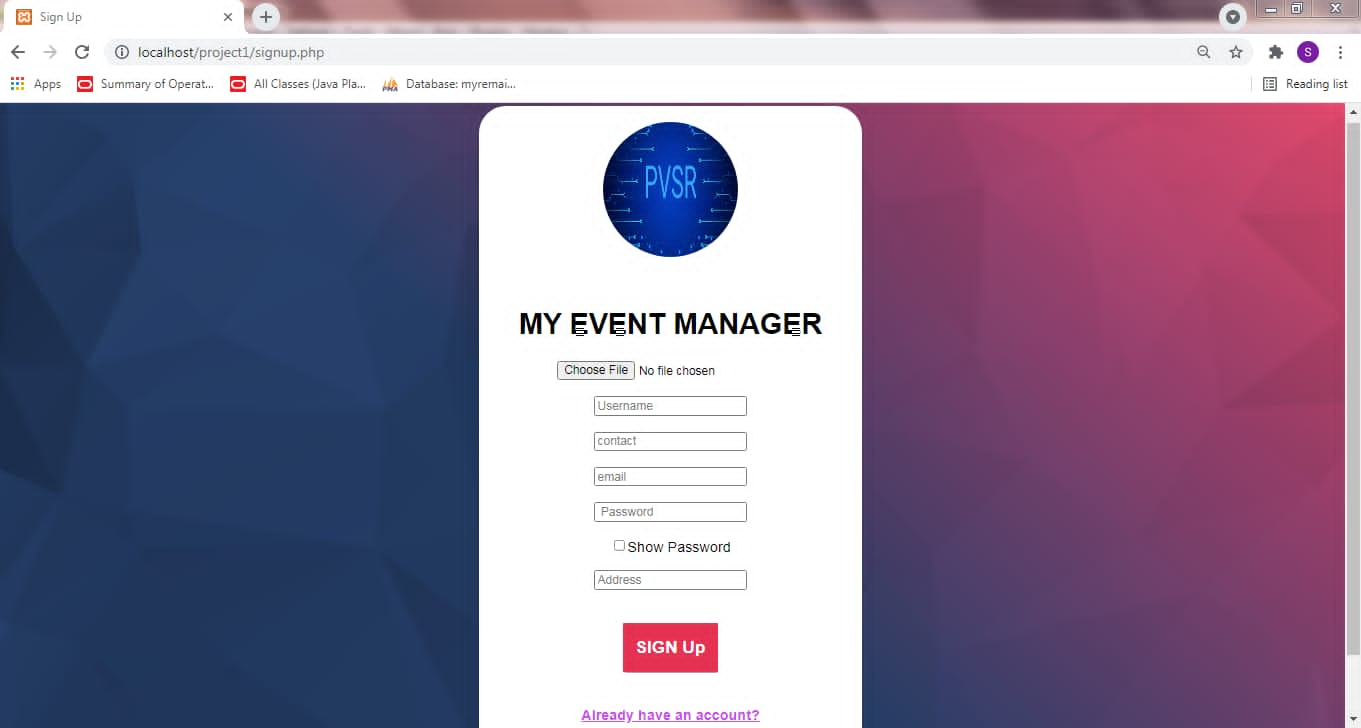 Sign Up
localhost/project1/signup.php
S
Apps
Summary of Operat...
All Classes (Java Pla...
PMA
Database: myremai...
Reading list
PVSR
MY EVENT MANAGER
Choose File No file chosen
Username
contact
email
Password
Show Password
Address
SIGN Up
Already have an account?